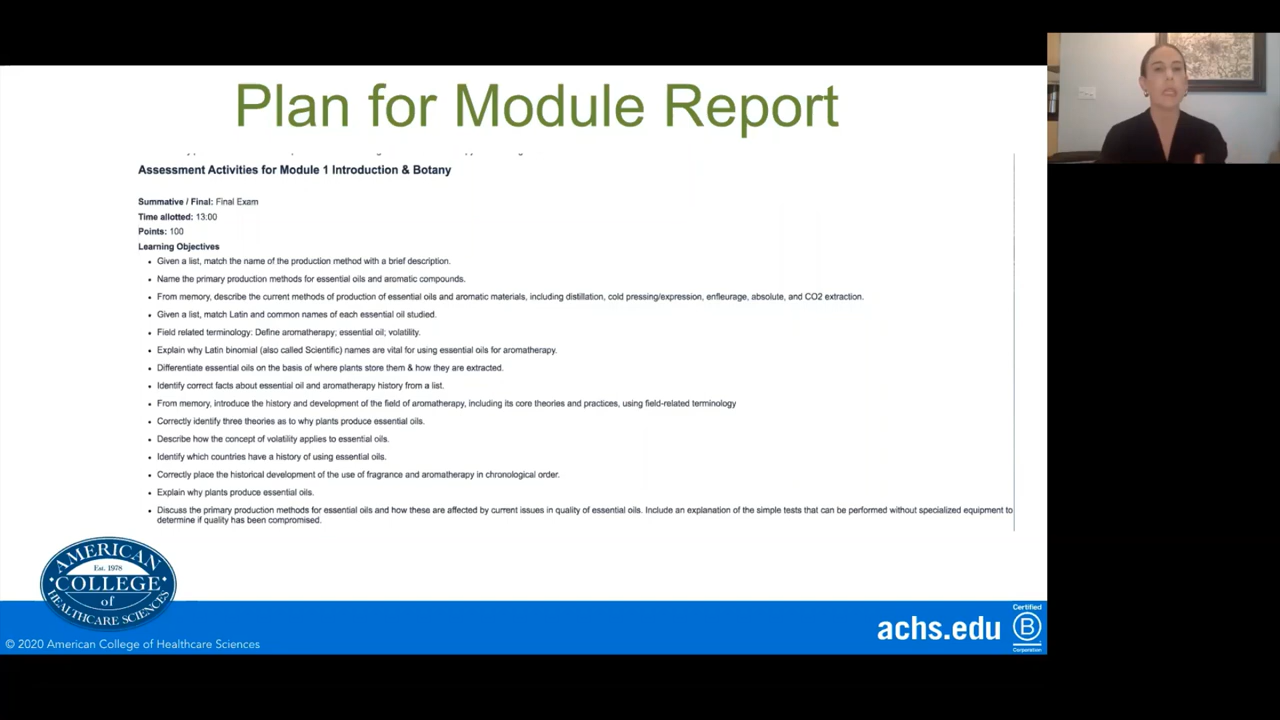 Plan for Module Report
Assessment Activities for Module 1 Introduction & Botany
Summative / Final: Final Exam
Time allotted: 13:00
Points: 100
Learning Objectives
• Given a list, match the name of the production method with a brief description.
• Name the primary production methods for essential oils and aromatic compounds.
• From memory, describe the current methods of production of essential oils and aromatic materials, including distillation, cold pressing/expression, enfleurage, absolute, and CO2 extraction.
• Given a list, match Latin and common names of each essential oil studied.
• Field related terminology: Define aromatherapy; essential oil; volatility.
• Explain why Latin binomial (also called Scientific) names are vital for using essential oils for aromatherapy.
• Differentiate essential oils on the basis of where plants store them & how they are extracted.
• Identify correct facts about essential oil and aromatherapy history from a list.
• From memory, introduce the history and development of the field of aromatherapy, including its core theories and practices, using field-related terminology
• Correctly identify three theories as to why plants produce essential oils.
• Describe how the concept of volatility applies to essential oils.
• Identify which countries have a history of using essential oils.
• Correctly place the historical development of the use of fragrance and aromatherapy in chronological order.
• Explain why plants produce essential oils.
• Discuss the primary production methods for essential oils and how these are affected by current issues in quality of essential oils. Include an explanation of the simple tests that can be performed without specialized equipment to
determine if quality has been compromised.
AMERICAN
Est. 1978
COLLEGE
of
HEALTHCARE SCIENCES
© 2020 American College of Healthcare Sciences
achs.edu
Certified
B
Corporation